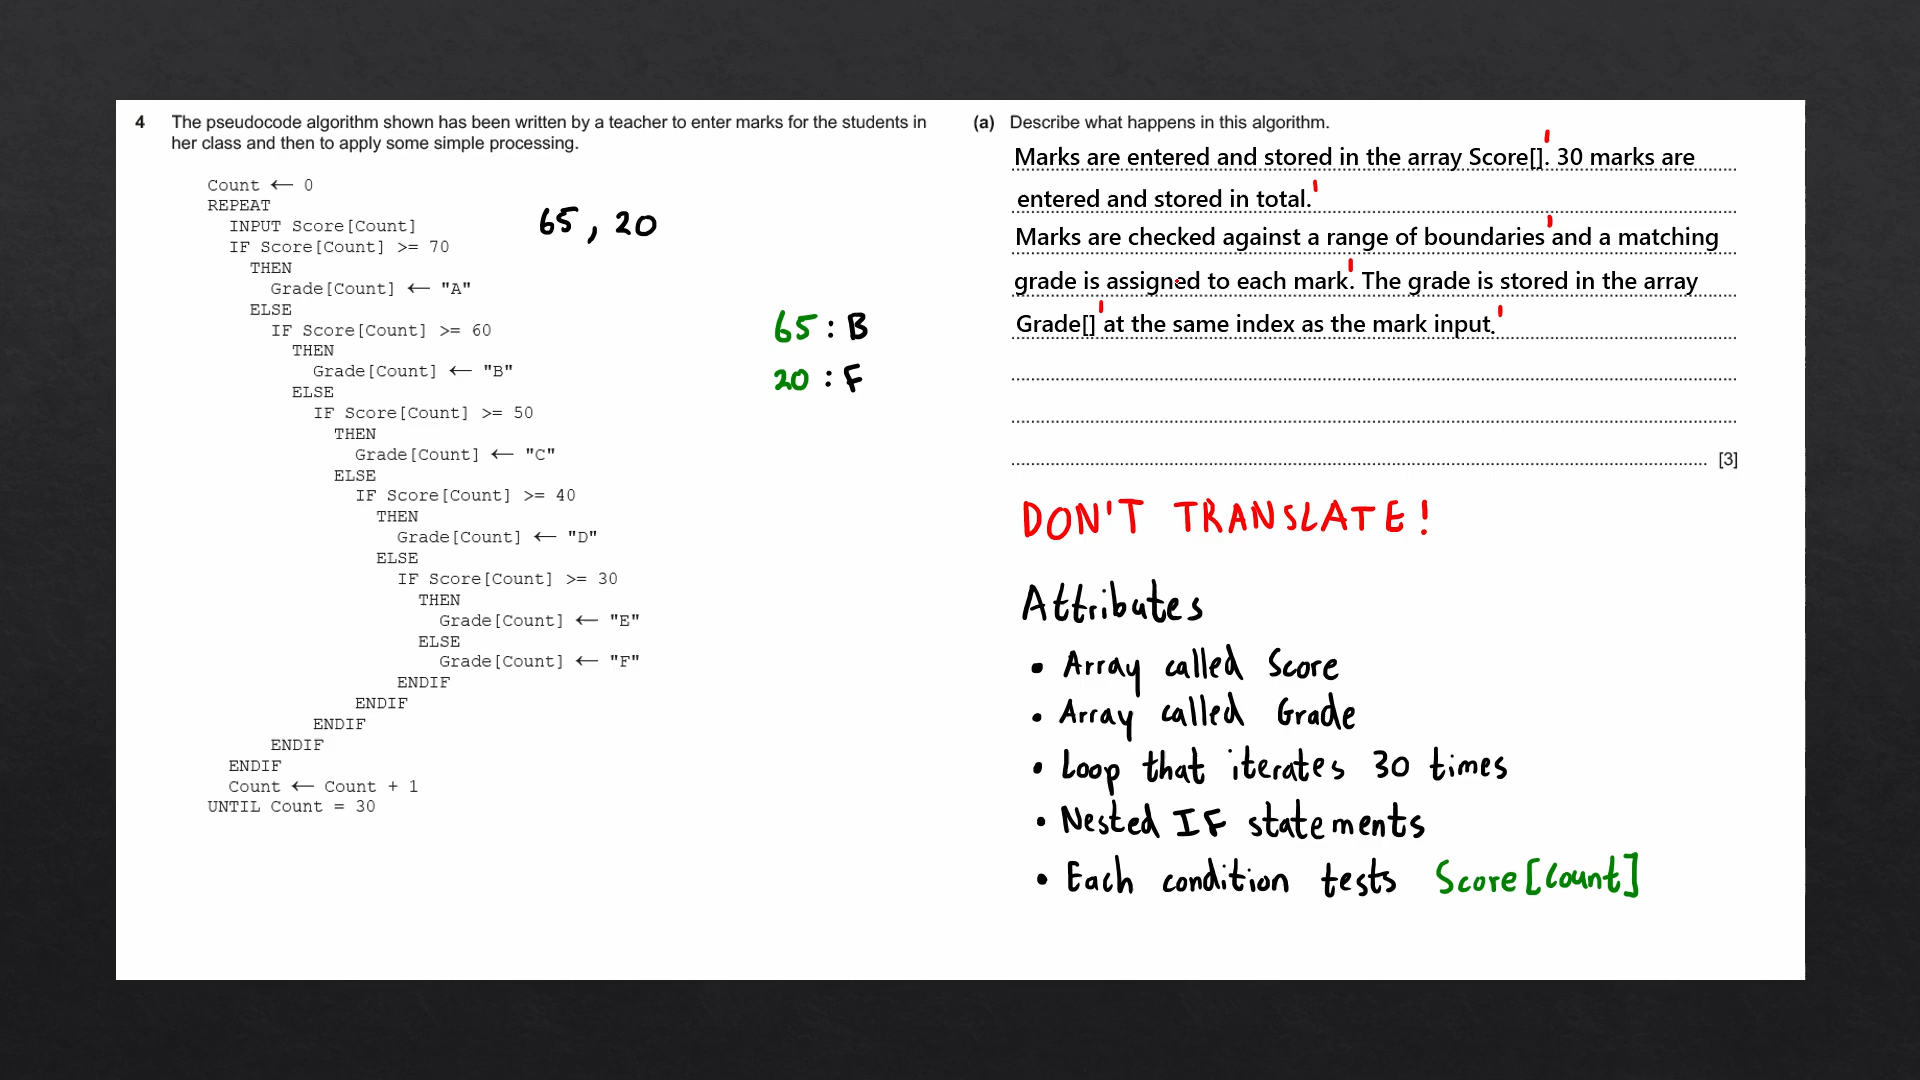 4 The pseudocode algorithm shown has been written by a teacher to enter marks for the students in
her class and then to apply some simple processing.
Count ← 0
REPEAT
INPUT Score[Count]
IF Score[Count] >= 70
THEN
Grade[Count] ← "A"
ELSE
IF Score[Count] >= 60
THEN
Grade[Count] ← "B"
ELSE
IF Score[Count] >= 50
THEN
Grade[Count] ← "C"
ELSE
IF Score[Count] >= 40
THEN
Grade[Count] ← "D"
ELSE
IF Score[Count] >= 30
THEN
Grade[Count] ← "E"
ELSE
Grade[Count] ← "F"
ENDIF
ENDIF
ENDIF
ENDIF
ENDIF
Count ← Count + 1
UNTIL Count = 30
65, 20
65 : B
20 : F
(a) Describe what happens in this algorithm.
Marks are entered and stored in the array Score[]. 30 marks are
entered and stored in total.
Marks are checked against a range of boundaries and a matching
grade is assigned to each mark. The grade is stored in the array
Grade[] at the same index as the mark input.
[3]
DON'T TRANSLATE!
Attributes
• Array called Score
• Array called Grade
• Loop that iterates 30 times
• Nested IF statements
• Each condition tests Score[Count]